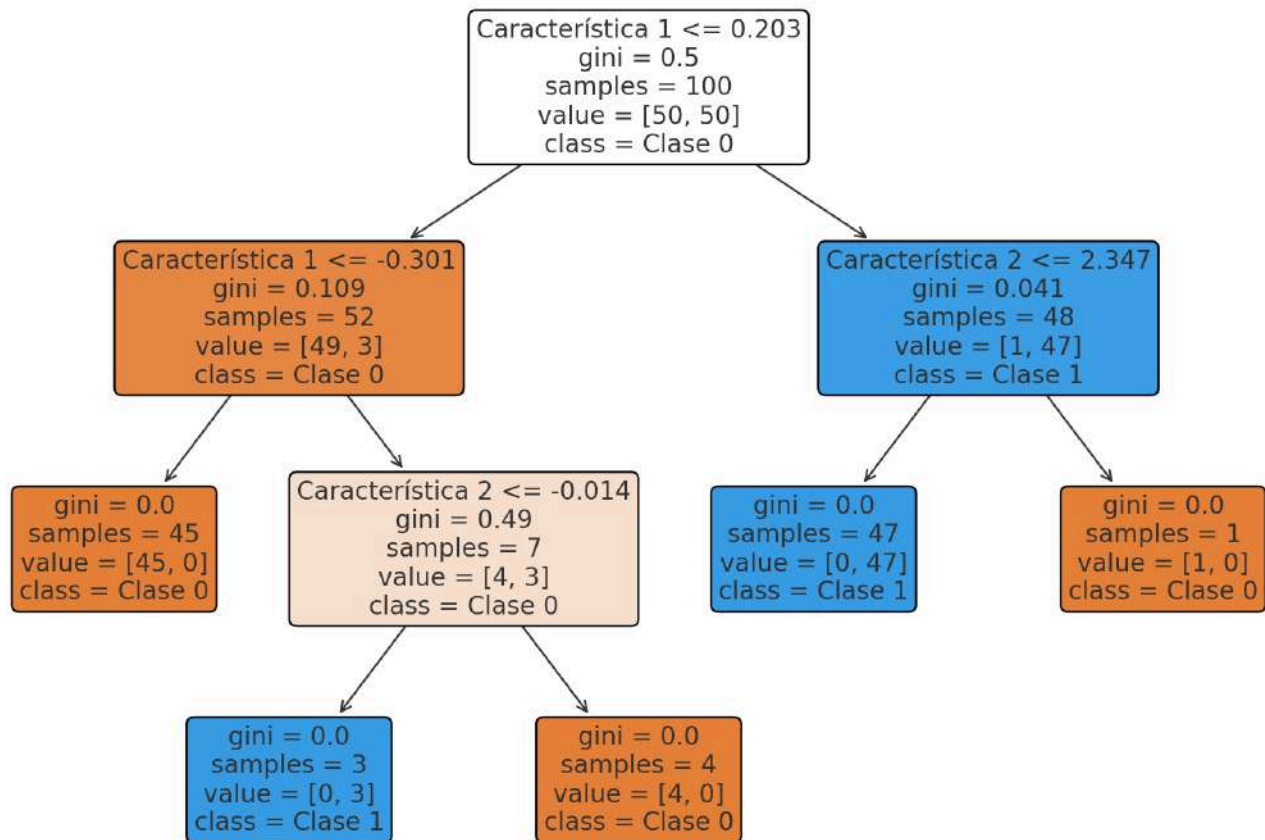 Característica 1 <= 0.203
gini = 0.5
samples = 100
value = [50, 50]
class = Clase 0
Característica 1 <= -0.301
gini = 0.109
samples = 52
value = [49, 3]
class = Clase 0
Característica 2 <= 2.347
gini = 0.041
samples = 48
value = [1, 47]
class = Clase 1
gini = 0.0
samples = 45
value = [45, 0]
class = Clase 0
Característica 2 <= -0.014
gini = 0.49
samples = 7
value = [4, 3]
class = Clase 0
gini = 0.0
samples = 47
value = [0, 47]
class = Clase 1
gini = 0.0
samples = 1
value = [1, 0]
class = Clase 0
gini = 0.0
samples = 3
value = [0, 3]
class = Clase 1
gini = 0.0
samples = 4
value = [4, 0]
class = Clase 0